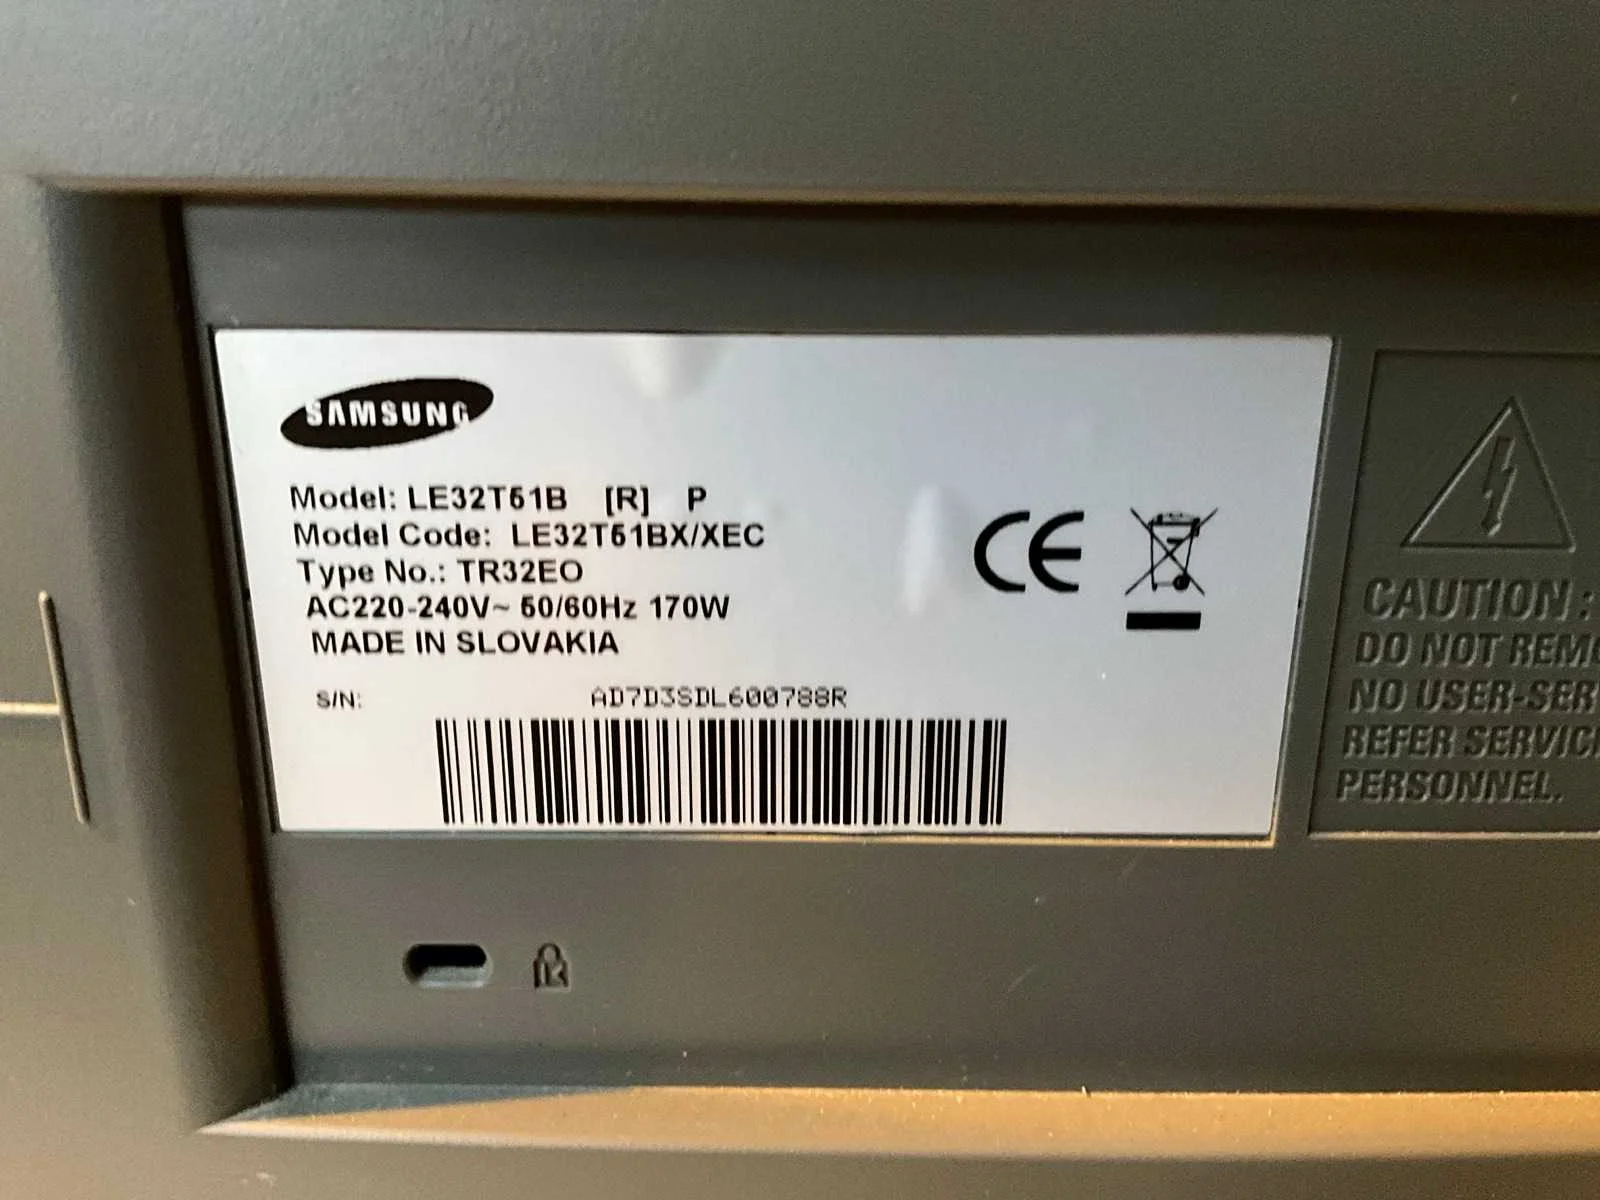 SAMSUNG
Model: LE32T51B [R] P
Model Code: LE32T51BX/XEC
Type No.: TR32EO
AC220-240V~ 50/60Hz 170W
MADE IN SLOVAKIA
S/N: AD7D3SDL600788R
CE
CAUTION :
DO NOT REMO
NO USER-SER
REFER SERVICI
PERSONNEL.